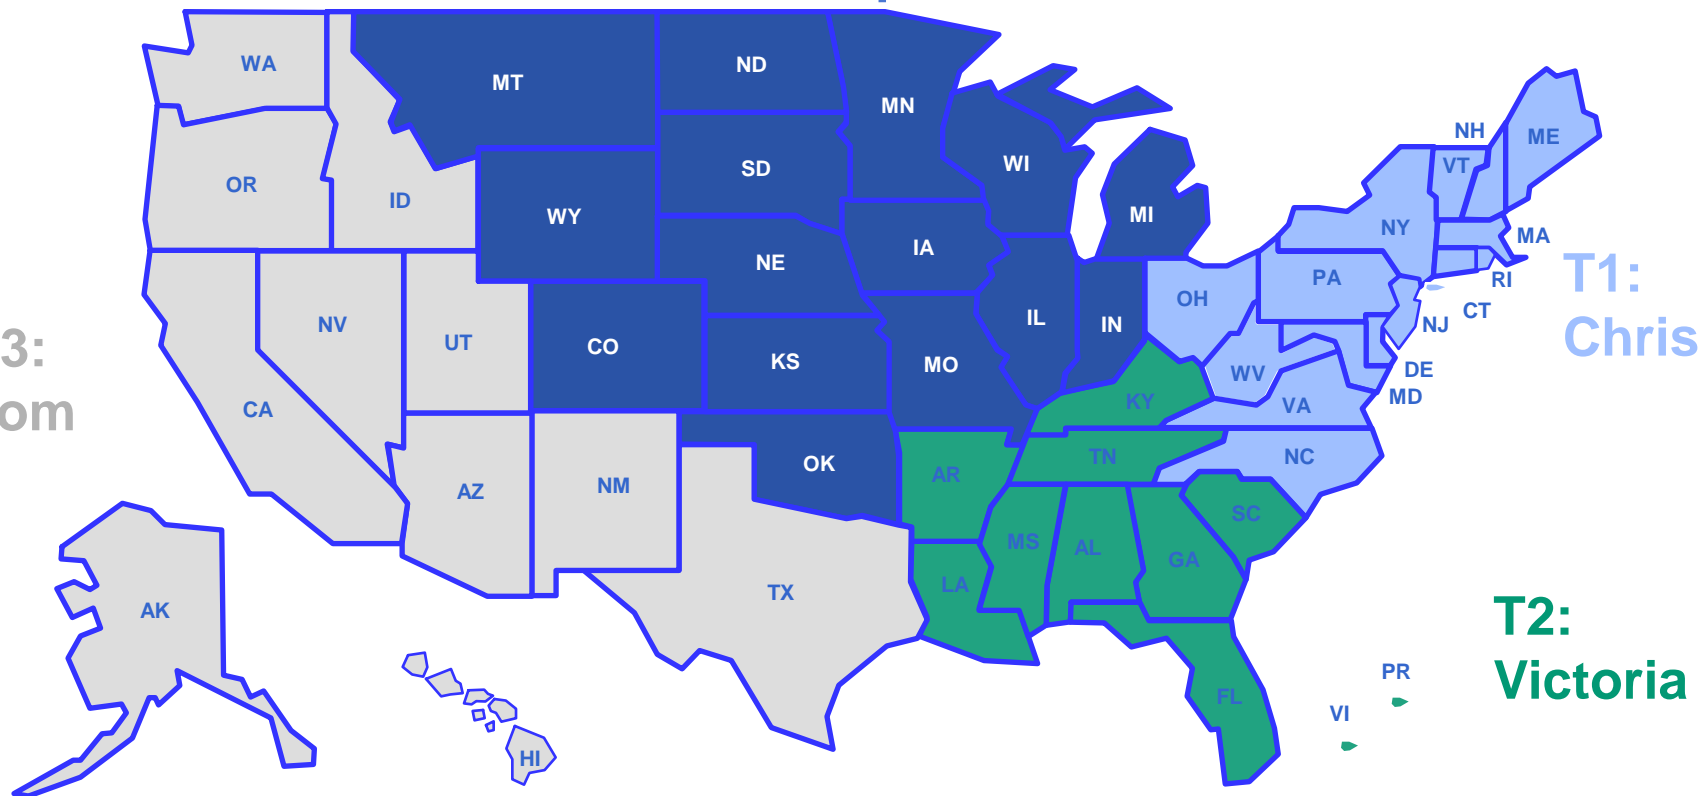 WA
MT
ND
MN
OR
ID
WY
SD
WI
MI
NH
VT
ME
NY
MA
RI
CT
NE
IA
PA
NJ
OH
NV
UT
CO
KS
MO
IL
IN
WV
DE
MD
VA
CA
KY
NC
AZ
NM
OK
AR
TN
SC
MS
AL
GA
LA
TX
AK
HI
FL
PR
VI
T1:
Chris
T2:
Victoria
3:
om